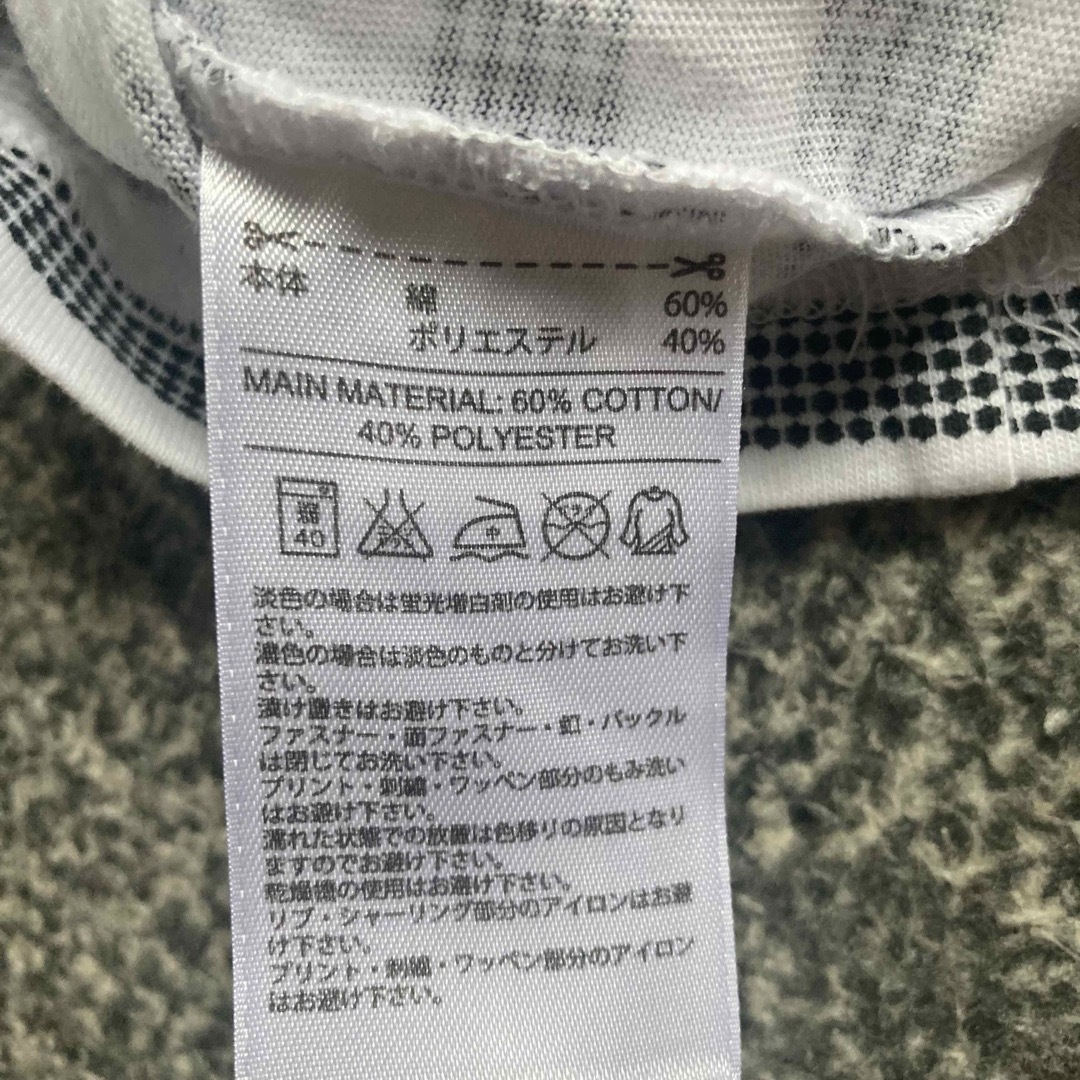 本体 綿 60%
ポリエステル 40%
MAIN MATERIAL: 60% COTTON/
40% POLYESTER
弱
40
中
淡色の場合は蛍光増白剤の使用はお避け下
さい。
濃色の場合は淡色のものと分けてお洗い下
さい。
漬け置きはお避け下さい。
ファスナー・面ファスナー・釦・バックル
は閉じてお洗い下さい。
プリント・刺繍・ワッペン部分のもみ洗い
はお避け下さい。
濡れた状態での放置は色移りの原因となり
ますのでお避け下さい。
乾燥機の使用はお避け下さい。
リブ・シャーリング部分のアイロンはお避
け下さい。
プリント・刺繍・ワッペン部分のアイロン
はお避け下さい。